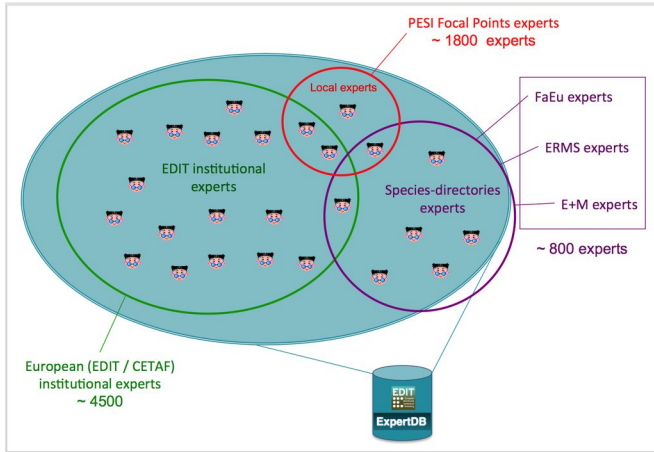 PESI Focal Points experts
~ 1800 experts
Local experts
FaEu experts
ERMS experts
E+M experts
~ 800 experts
EDIT institutional
experts
Species-directories
experts
European (EDIT / CETAF)
institutional experts
~ 4500
EDIT
ExpertDB